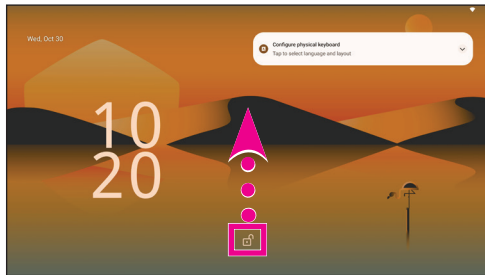 Wed, Oct 30
Configure physical keyboard
Tap to select language and layout
10
20